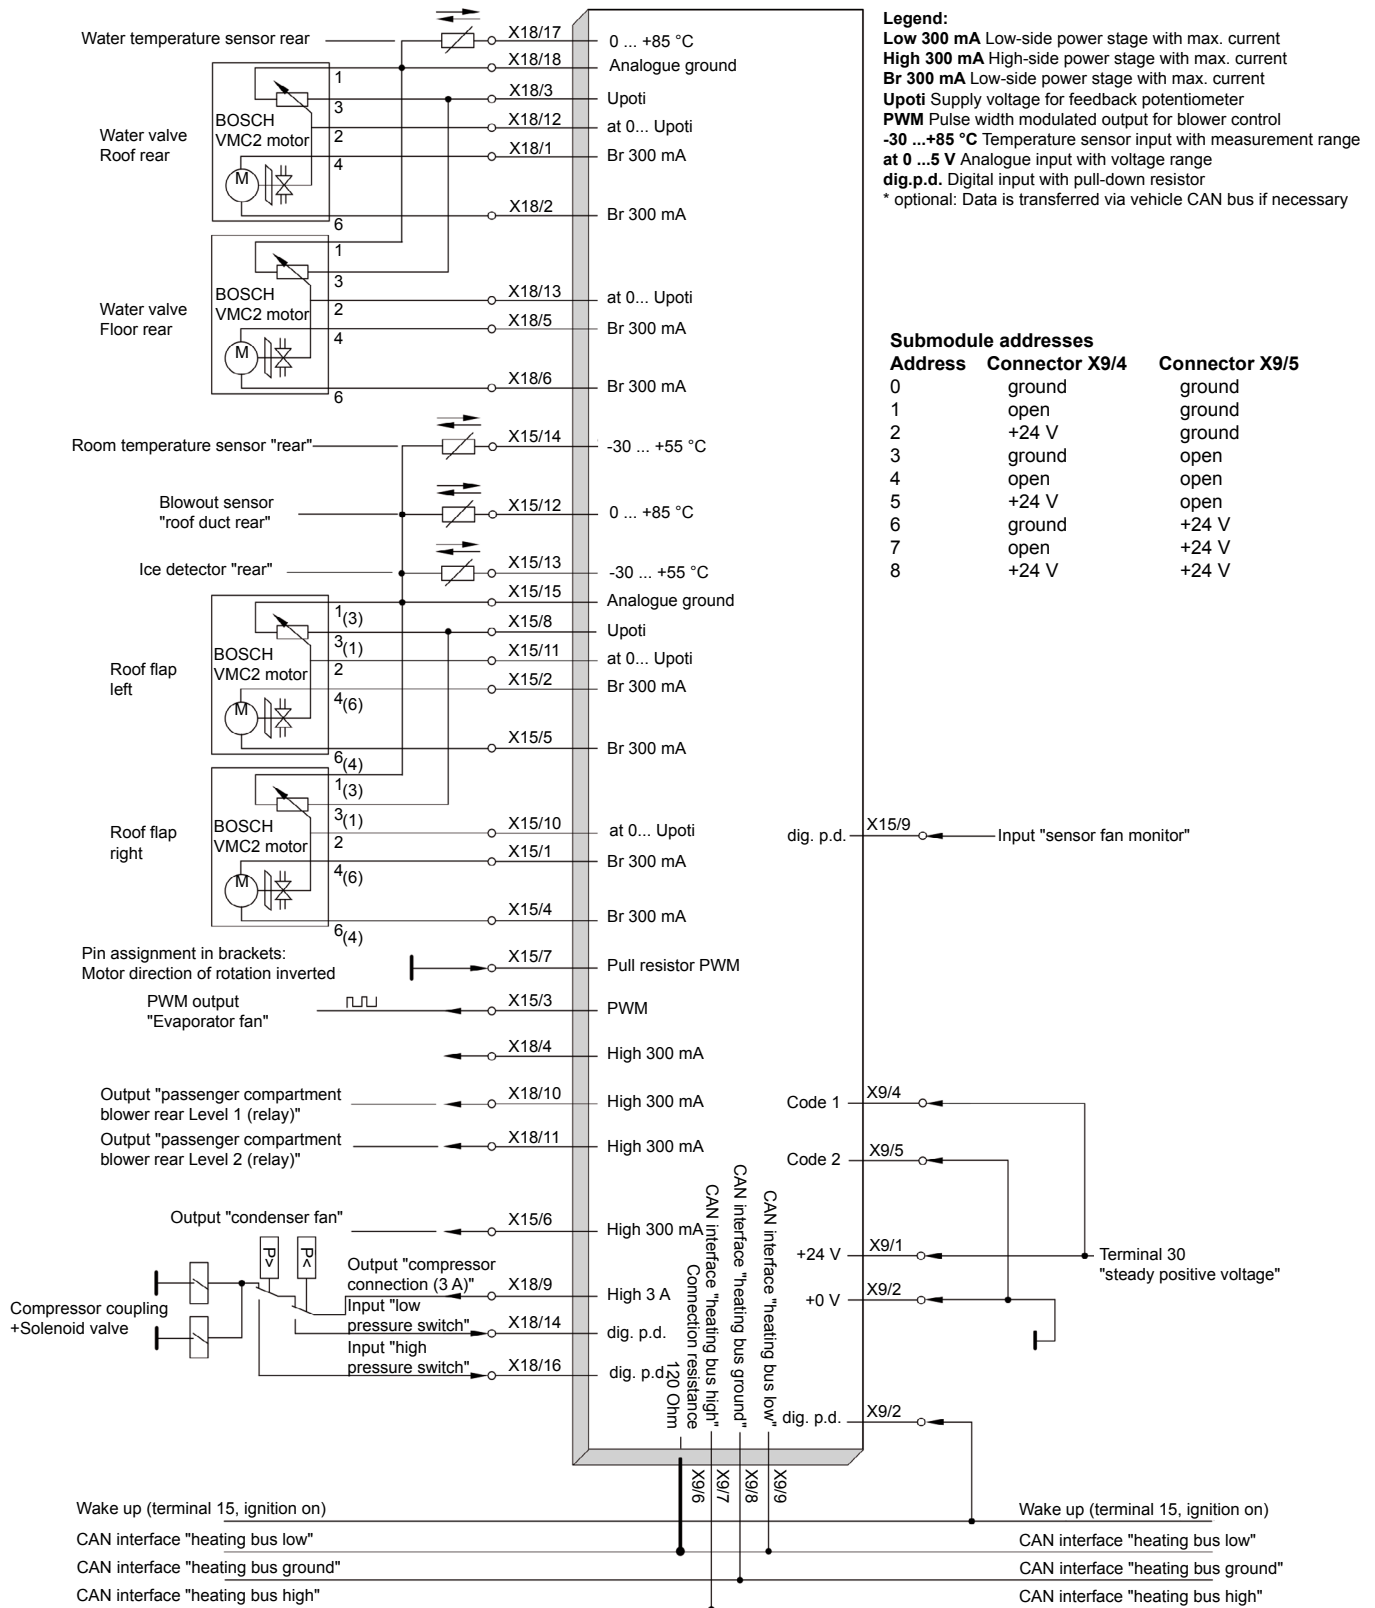 Water temperature sensor rear
X18/17
0 ... +85 °C
X18/18
Analogue ground
1
X18/3
Upoti
3
BOSCH
VMC2 motor
X18/12
at 0... Upoti
2
Water valve
Roof rear
X18/1
Br 300 mA
4
M
X18/2
Br 300 mA
6
1
3
BOSCH
VMC2 motor
X18/13
at 0... Upoti
2
Water valve
Floor rear
X18/5
Br 300 mA
4
M
X18/6
Br 300 mA
6
Room temperature sensor "rear"
X15/14
-30 ... +55 °C
Blowout sensor
"roof duct rear"
X15/12
0 ... +85 °C
Ice detector "rear"
X15/13
-30 ... +55 °C
X15/15
Analogue ground
1(3)
X15/8
Upoti
3(1)
BOSCH
VMC2 motor
X15/11
at 0... Upoti
2
Roof flap
left
X15/2
Br 300 mA
4(6)
M
X15/5
Br 300 mA
6(4)
1(3)
3(1)
BOSCH
VMC2 motor
X15/10
at 0... Upoti
2
Roof flap
right
X15/1
Br 300 mA
4(6)
M
X15/4
Br 300 mA
6(4)
Pin assignment in brackets:
Motor direction of rotation inverted
X15/7
Pull resistor PWM
PWM output
"Evaporator fan"
X15/3
PWM
X18/4
High 300 mA
Output "passenger compartment
blower rear Level 1 (relay)"
X18/10
High 300 mA
Output "passenger compartment
blower rear Level 2 (relay)"
X18/11
High 300 mA
Output "condenser fan"
X15/6
High 300 mA
P>
P<
Output "compressor
connection (3 A)"
X18/9
High 3 A
Compressor coupling
+Solenoid valve
Input "low
pressure switch"
X18/14
dig. p.d.
Input "high
pressure switch"
X18/16
dig. p.d.
Legend:
Low 300 mA Low-side power stage with max. current
High 300 mA High-side power stage with max. current
Br 300 mA Low-side power stage with max. current
Upoti Supply voltage for feedback potentiometer
PWM Pulse width modulated output for blower control
-30 ...+85 °C Temperature sensor input with measurement range
at 0 ...5 V Analogue input with voltage range
dig.p.d. Digital input with pull-down resistor
* optional: Data is transferred via vehicle CAN bus if necessary
Submodule addresses
Address Connector X9/4 Connector X9/5
0 ground ground
1 open ground
2 +24 V ground
3 ground open
4 open open
5 +24 V open
6 ground +24 V
7 open +24 V
8 +24 V +24 V
dig. p.d.
X15/9
Input "sensor fan monitor"
Code 1
X9/4
Code 2
X9/5
+24 V
X9/1
Terminal 30
"steady positive voltage"
+0 V
X9/2
dig. p.d.
X9/2
Connection resistance
120 Ohm
CAN interface "heating bus high"
CAN interface "heating bus ground"
CAN interface "heating bus low"
X9/6
X9/7
X9/8
X9/9
Wake up (terminal 15, ignition on)
Wake up (terminal 15, ignition on)
CAN interface "heating bus low"
CAN interface "heating bus low"
CAN interface "heating bus ground"
CAN interface "heating bus ground"
CAN interface "heating bus high"
CAN interface "heating bus high"